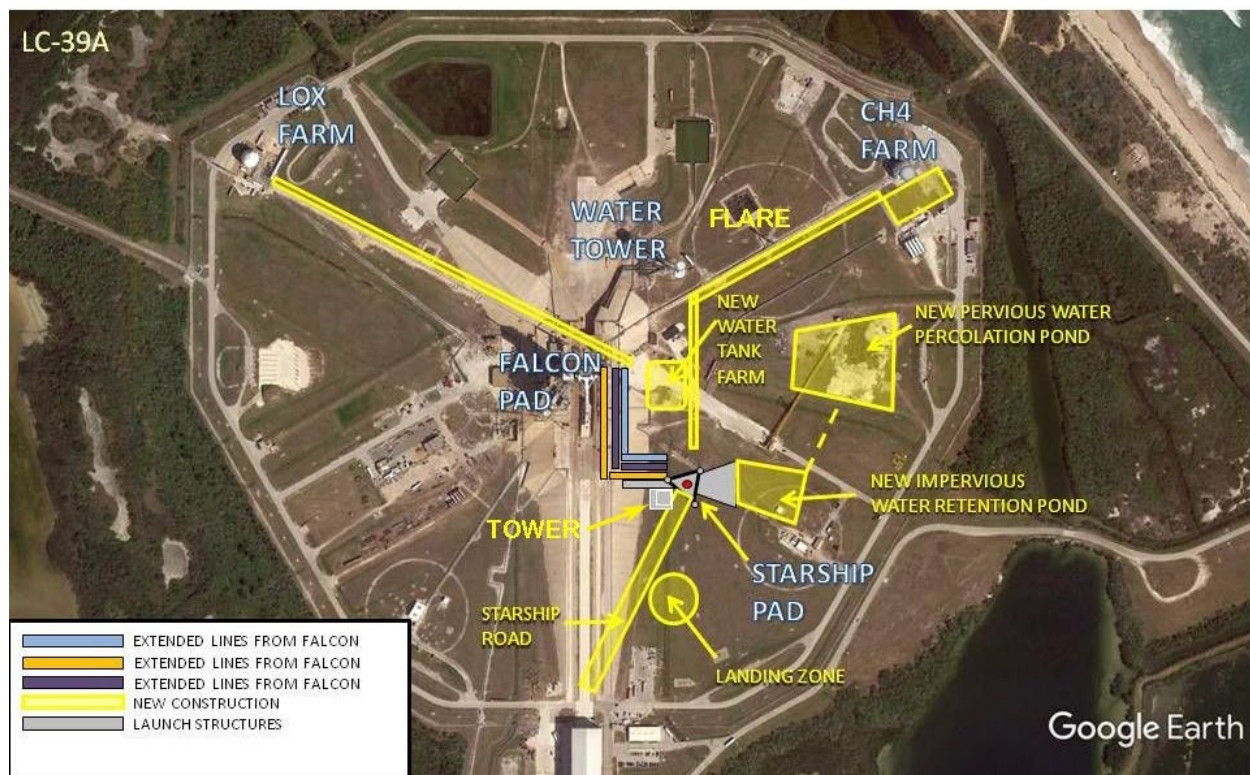 LC-39A
LOX
FARM
CH4
FARM
WATER
TOWER
FLARE
NEW
WATER
TANK
FARM
NEW PERVIOUS WATER
PERCOLATION POND
FALCON
PAD
NEW IMPERVIOUS
WATER RETENTION POND
TOWER
STARSHIP
PAD
STARSHIP
ROAD
LANDING ZONE
EXTENDED LINES FROM FALCON
EXTENDED LINES FROM FALCON
EXTENDED LINES FROM FALCON
NEW CONSTRUCTION
LAUNCH STRUCTURES
Google Earth